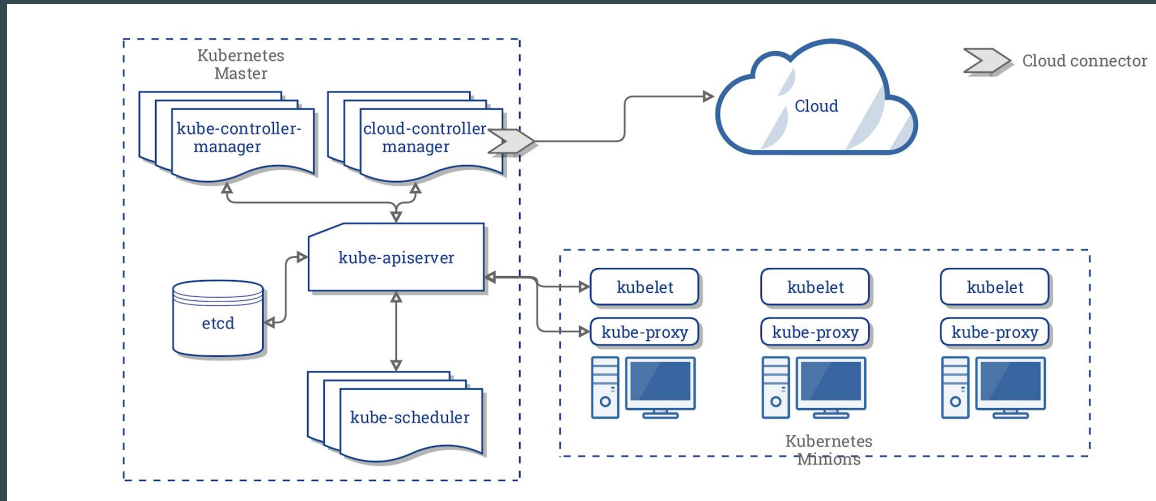 Kubernetes
Master
kube-controller-
manager
cloud-controller
manager
Cloud
Cloud connector
kube-apiserver
etcd
kube-scheduler
kubelet
kubelet
kubelet
kube-proxy
kube-proxy
kube-proxy
Kubernetes
Minions